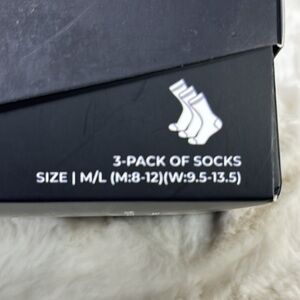 3-PACK OF SOCKS
SIZE | M/L (M:8-12)(W:9.5-13.5)